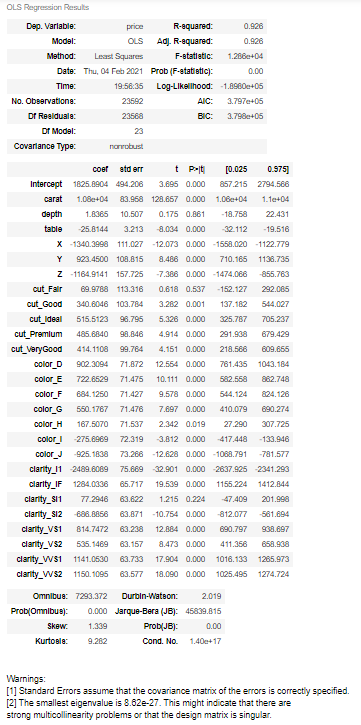 OLS Regression Results
Dep. Variable: price R-squared: 0.926
Model: OLS Adj. R-squared: 0.926
Method: Least Squares F-statistic: 1.286e+04
Date: Thu, 04 Feb 2021 Prob (F-statistic): 0.00
Time: 19:56:35 Log-Likelihood: -1.8980e+05
No. Observations: 23592 AIC: 3.797e+05
Df Residuals: 23568 BIC: 3.798e+05
Df Model: 23
Covariance Type: nonrobust
coef std err t P>|t| [0.025 0.975]
Intercept 1825.8904 494.206 3.695 0.000 857.215 2794.566
carat 1.08e+04 83.958 128.657 0.000 1.06e+04 1.1e+04
depth 1.8365 10.507 0.175 0.861 -18.758 22.431
table -25.8144 3.213 -8.034 0.000 -32.112 -19.516
X -1340.3998 111.027 -12.073 0.000 -1558.020 -1122.779
Y 923.4500 108.815 8.486 0.000 710.165 1136.735
Z -1164.9141 157.725 -7.386 0.000 -1474.066 -855.763
cut_Fair 69.9788 113.316 0.618 0.537 -152.127 292.085
cut_Good 340.6046 103.784 3.282 0.001 137.182 544.027
cut_Ideal 515.5123 96.795 5.326 0.000 325.787 705.237
cut_Premium 485.6840 98.846 4.914 0.000 291.938 679.429
cut_VeryGood 414.1108 99.764 4.151 0.000 218.566 609.655
color_D 902.3094 71.872 12.554 0.000 761.435 1043.184
color_E 722.6529 71.475 10.111 0.000 582.558 862.748
color_F 684.1250 71.427 9.578 0.000 544.124 824.126
color_G 550.1767 71.476 7.697 0.000 410.079 690.274
color_H 167.5070 71.537 2.342 0.019 27.290 307.725
color_I -275.6969 72.319 -3.812 0.000 -417.448 -133.946
color_J -925.1838 73.266 -12.628 0.000 -1068.791 -781.577
clarity_I1 -2489.6089 75.669 -32.901 0.000 -2637.925 -2341.293
clarity_IF 1284.0336 65.717 19.539 0.000 1155.224 1412.844
clarity_SI1 77.2946 63.622 1.215 0.224 -47.409 201.998
clarity_SI2 -686.8856 63.871 -10.754 0.000 -812.077 -561.694
clarity_VS1 814.7472 63.238 12.884 0.000 690.797 938.697
clarity_VS2 535.1469 63.157 8.473 0.000 411.356 658.938
clarity_VVS1 1141.0530 63.733 17.904 0.000 1016.133 1265.973
clarity_VVS2 1150.1095 63.577 18.090 0.000 1025.495 1274.724
Omnibus: 7293.372 Durbin-Watson: 2.019
Prob(Omnibus): 0.000 Jarque-Bera (JB): 45839.815
Skew: 1.339 Prob(JB): 0.00
Kurtosis: 9.282 Cond. No. 1.40e+17
Warnings:
[1] Standard Errors assume that the covariance matrix of the errors is correctly specified.
[2] The smallest eigenvalue is 8.62e-27. This might indicate that there are
strong multicollinearity problems or that the design matrix is singular.